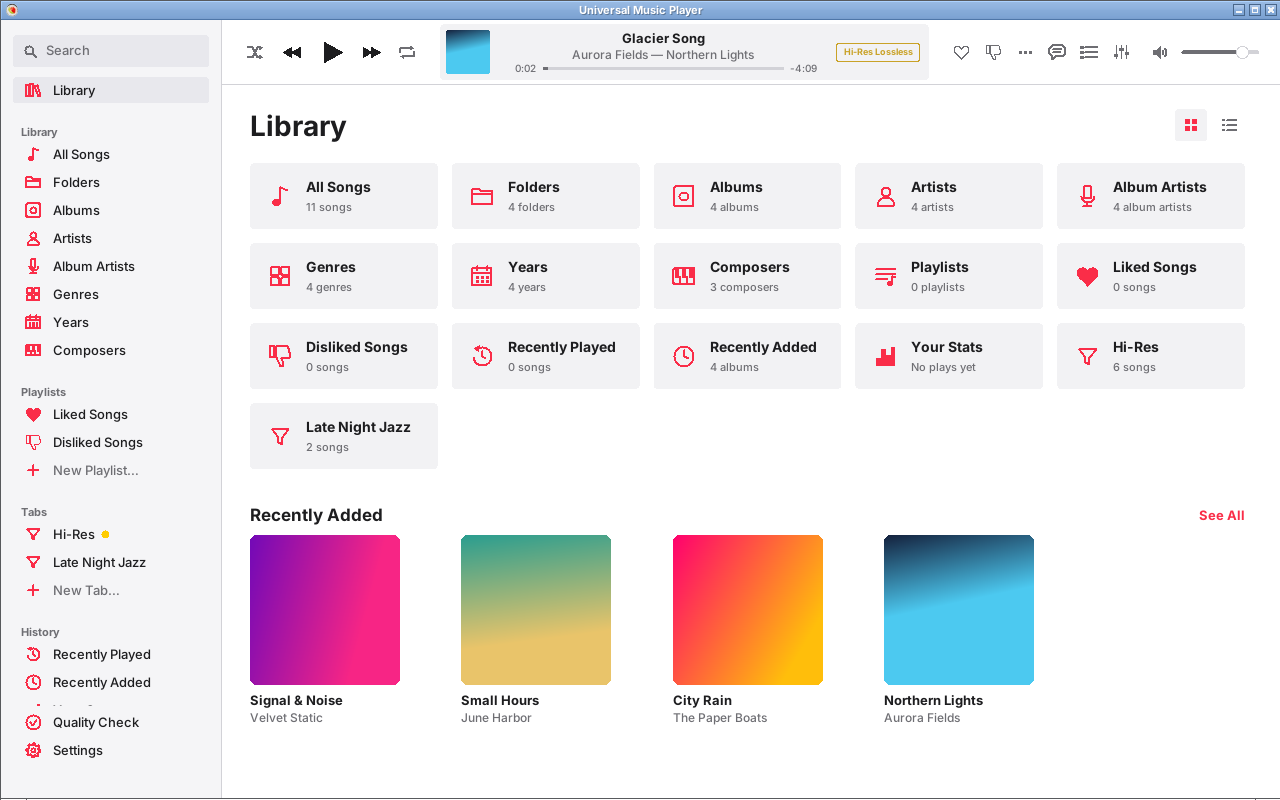 Universal Music Player
Search
Library
Library
All Songs
Folders
Albums
Artists
Album Artists
Genres
Years
Composers
Playlists
Liked Songs
Disliked Songs
New Playlist...
Tabs
Hi-Res
Late Night Jazz
New Tab...
History
Recently Played
Recently Added
Quality Check
Settings
Glacier Song
Aurora Fields — Northern Lights
0:02
-4:09
Hi-Res Lossless
Library
All Songs
11 songs
Folders
4 folders
Albums
4 albums
Artists
4 artists
Album Artists
4 album artists
Genres
4 genres
Years
4 years
Composers
3 composers
Playlists
0 playlists
Liked Songs
0 songs
Disliked Songs
0 songs
Recently Played
0 songs
Recently Added
4 albums
Your Stats
No plays yet
Hi-Res
6 songs
Late Night Jazz
2 songs
Recently Added
See All
Signal & Noise
Velvet Static
Small Hours
June Harbor
City Rain
The Paper Boats
Northern Lights
Aurora Fields